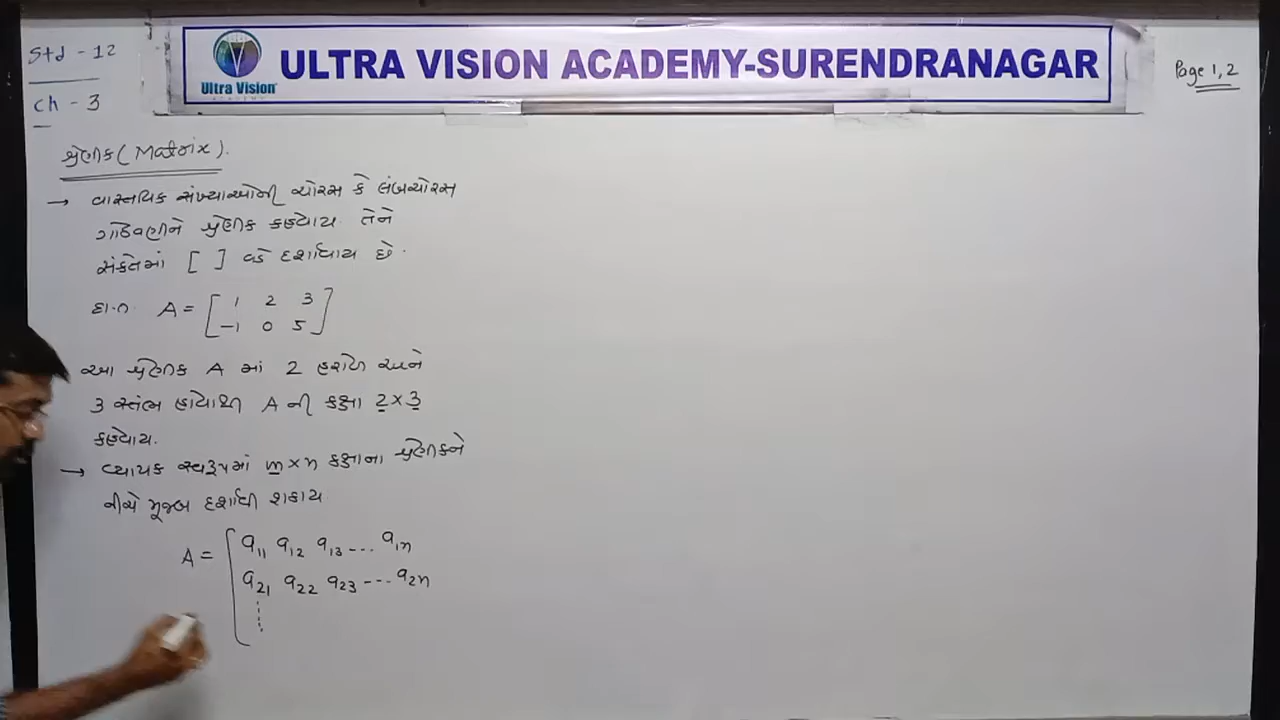 Std - 12
Ch - 3
Ultra Vision
ACADEMY
ULTRA VISION ACADEMY-SURENDRANAGAR
Page 1,2
શ્રેણીક (Matrix).
→ વાસ્તવિક સંખ્યાઓની ચોરસ કે લંબચોરસ
ગોઠવણીને શ્રેણીક કહેવાય. તેને
સંકેતમાં [ ] વડે દર્શાવાય છે.
દા.ત. A = [ 1 2 3
-1 0 5 ]
આ શ્રેણીક A માં 2 હરોળ અને
3 સ્તંભ હોવાથી A ની કક્ષા 2 × 3
કહેવાય.
→ વ્યાપક સ્વરૂપમાં m × n કક્ષાના શ્રેણીકને
નીચે મૂજબ દર્શાવી શકાય
A = [ a11 a12 a13 --- a1n
a21 a22 a23 --- a2n